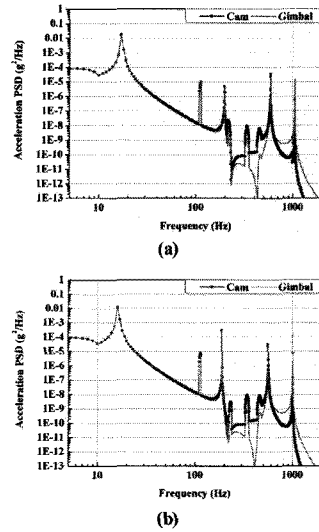 Cam Gimbal
1
0.1
0.01
1E-3
1E-4
1E-5
1E-6
1E-7
1E-8
1E-9
1E-10
1E-11
1E-12
1E-13
Acceleration PSD (g²/Hz)
10 100 1000
Frequency (Hz)
(a)
Cam Gimbal
1
0.1
0.01
1E-3
1E-4
1E-5
1E-6
1E-7
1E-8
1E-9
1E-10
1E-11
1E-12
1E-13
Acceleration PSD (g²/Hz)
10 100 1000
Frequency (Hz)
(b)